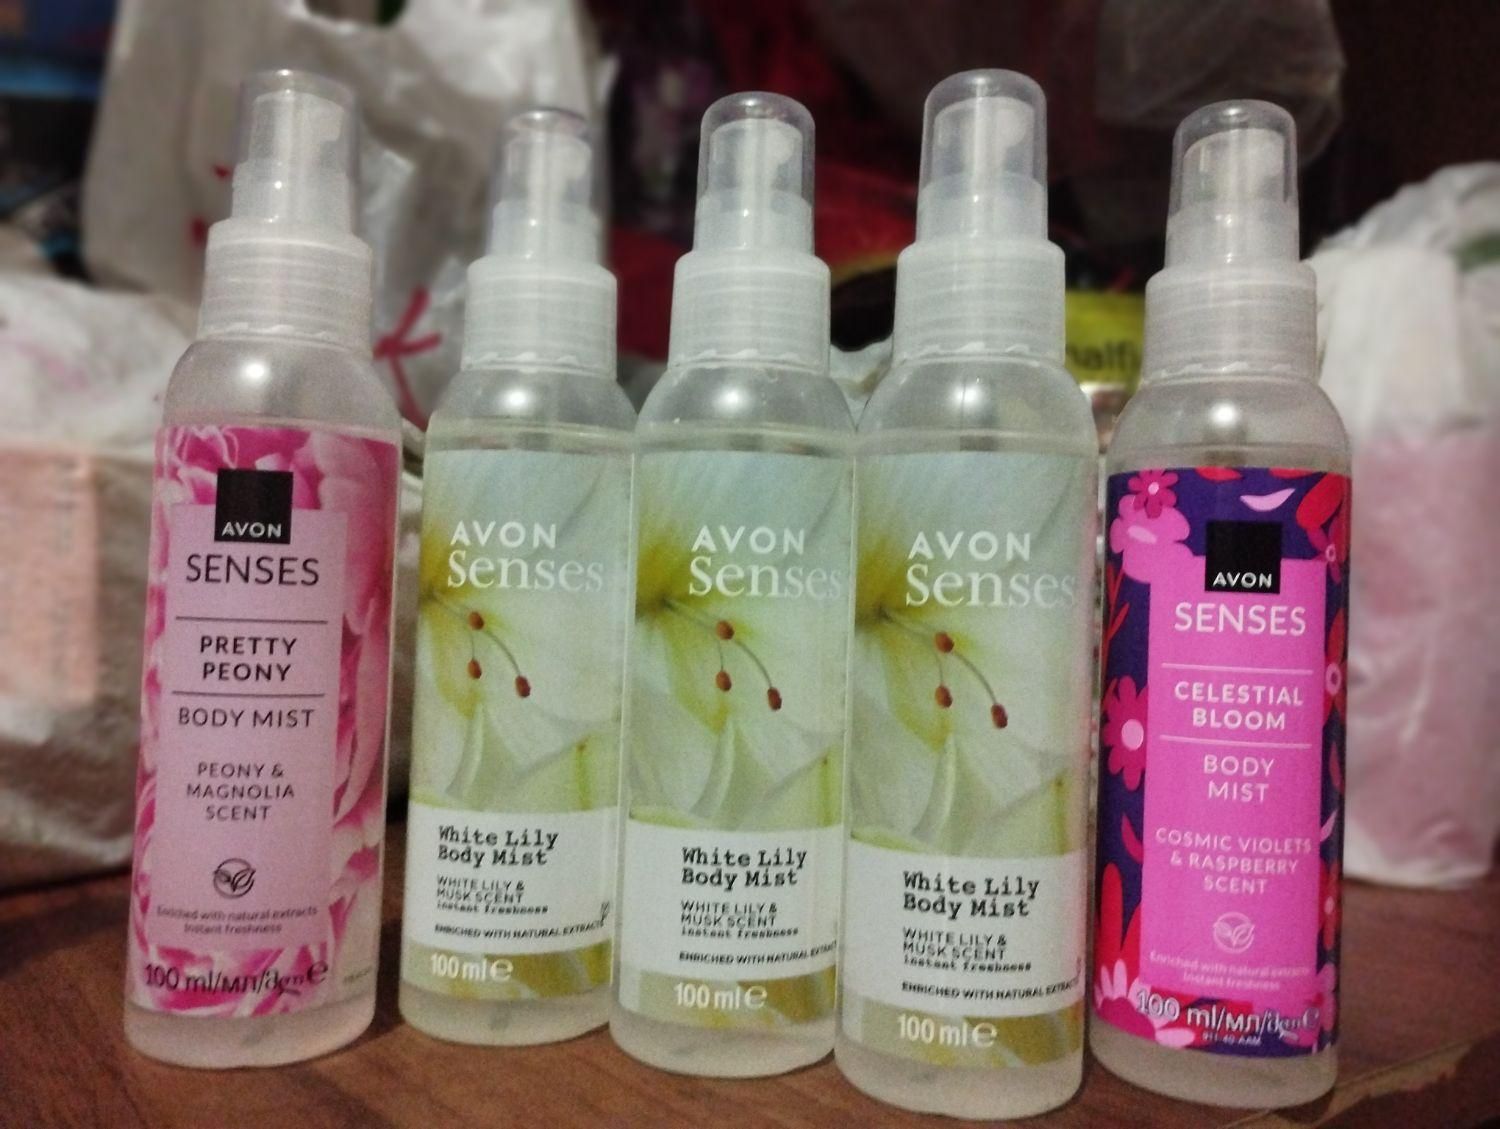 AVON
SENSES
PRETTY
PEONY
BODY MIST
PEONY &
MAGNOLIA
SCENT
Enriched with natural extracts
Instant freshness
100 ml/мл/
AVON
Senses
White Lily
Body Mist
WHITE LILY &
MUSK SCENT
instant freshness
ENRICHED WITH NATURAL EXTRACTS
100 ml e
AVON
Senses
White Lily
Body Mist
WHITE LILY &
MUSK SCENT
instant freshness
ENRICHED WITH NATURAL EXTRACT
100 ml e
AVON
Senses
White Lily
Body Mist
WHITE LILY &
MUSK SCENT
instant freshness
ENRICHED WITH NATURAL EXTRACTS
100 ml e
AVON
SENSES
CELESTIAL
BLOOM
BODY
MIST
COSMIC VIOLETS
& RASPBERRY
SCENT
Enriched with natural extracts
Instant freshness
100 ml/мл/